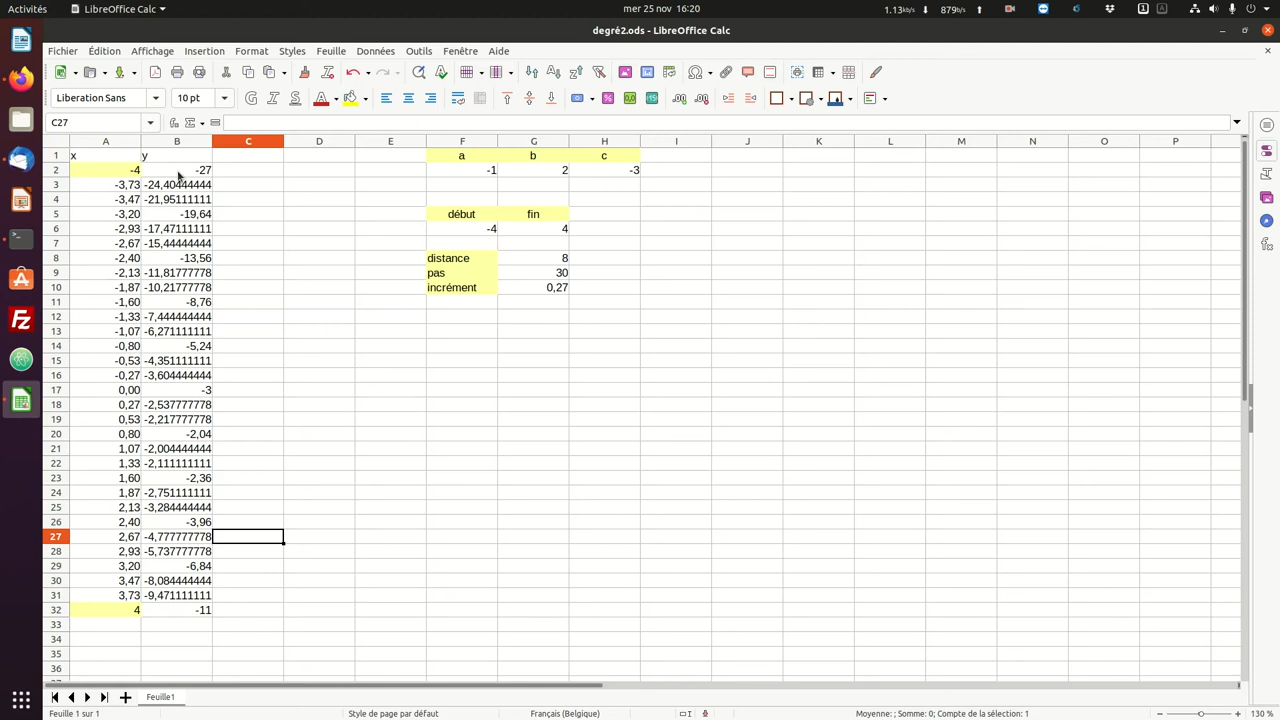 Activités LibreOffice Calc mer 25 nov 16:20 1.13kb/s 879%/s 1 A
degré2.ods - LibreOffice Calc
Fichier Édition Affichage Insertion Format Styles Feuille Données Outils Fenêtre Aide
Liberation Sans 10 pt
C27
A B C D E F G H I J K L M N O P
1 x y a b c
2 -4 -27 -1 2 -3
3 -3,73 -24,40444444
4 -3,47 -21,95111111
5 -3,20 -19,64 début fin
6 -2,93 -17,47111111 -4 4
7 -2,67 -15,44444444
8 -2,40 -13,56 distance 8
9 -2,13 -11,81777778 pas 30
10 -1,87 -10,21777778 incrément 0,27
11 -1,60 -8,76
12 -1,33 -7,444444444
13 -1,07 -6,271111111
14 -0,80 -5,24
15 -0,53 -4,351111111
16 -0,27 -3,604444444
17 0,00 -3
18 0,27 -2,537777778
19 0,53 -2,217777778
20 0,80 -2,04
21 1,07 -2,004444444
22 1,33 -2,111111111
23 1,60 -2,36
24 1,87 -2,751111111
25 2,13 -3,284444444
26 2,40 -3,96
27 2,67 -4,777777778
28 2,93 -5,737777778
29 3,20 -6,84
30 3,47 -8,084444444
31 3,73 -9,471111111
32 4 -11
33
34
35
36
Feuille1
Feuille 1 sur 1 Style de page par défaut Français (Belgique) Moyenne: ; Somme: 0; Compte de la sélection: 1 130 %